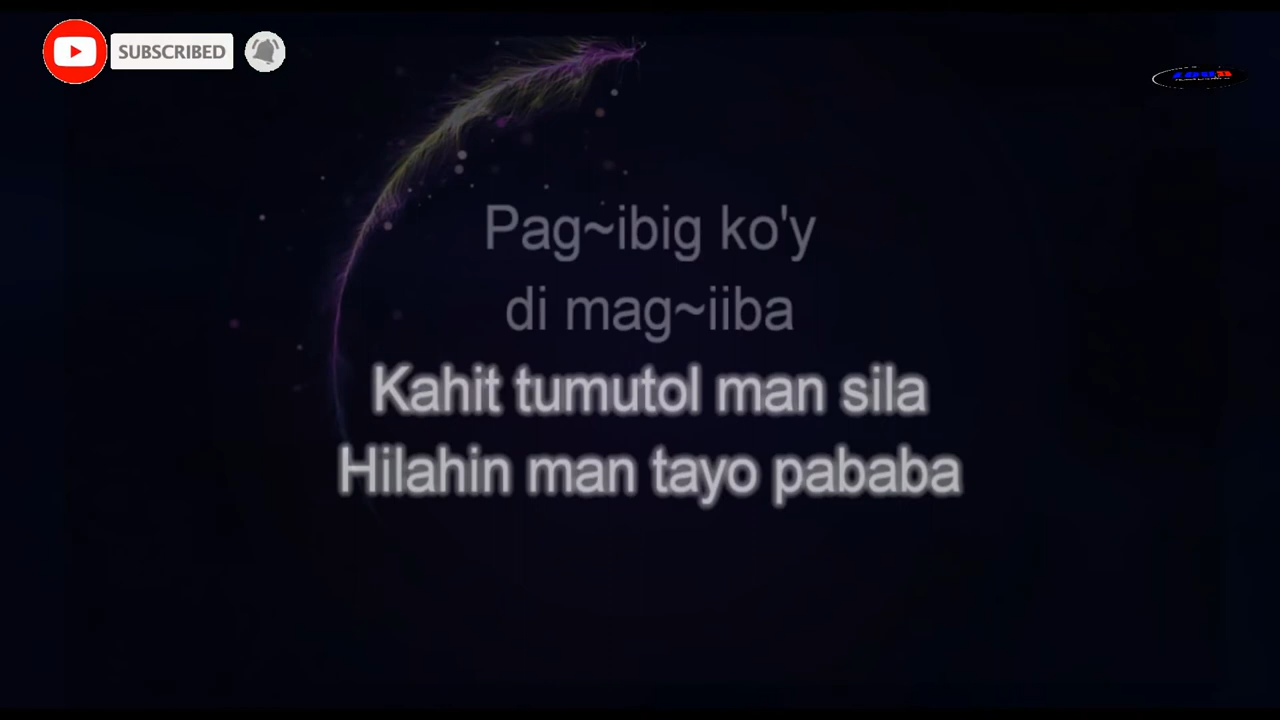 SUBSCRIBED
Pag~ibig ko'y
di mag~iiba
Kahit tumutol man sila
Hilahin man tayo pababa